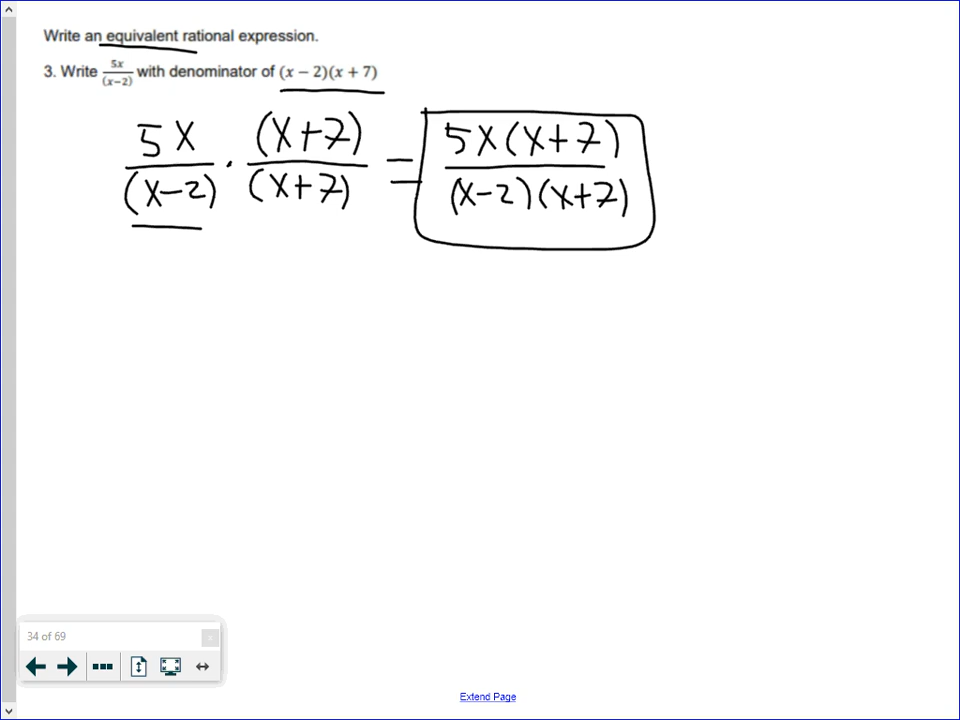 Write an equivalent rational expression.
3. Write 5x/(x−2) with denominator of (x − 2)(x + 7)
5x/(x−2) · (x+7)/(x+7) = 5x(x+7)/(x−2)(x+7)
34 of 69
Extend Page